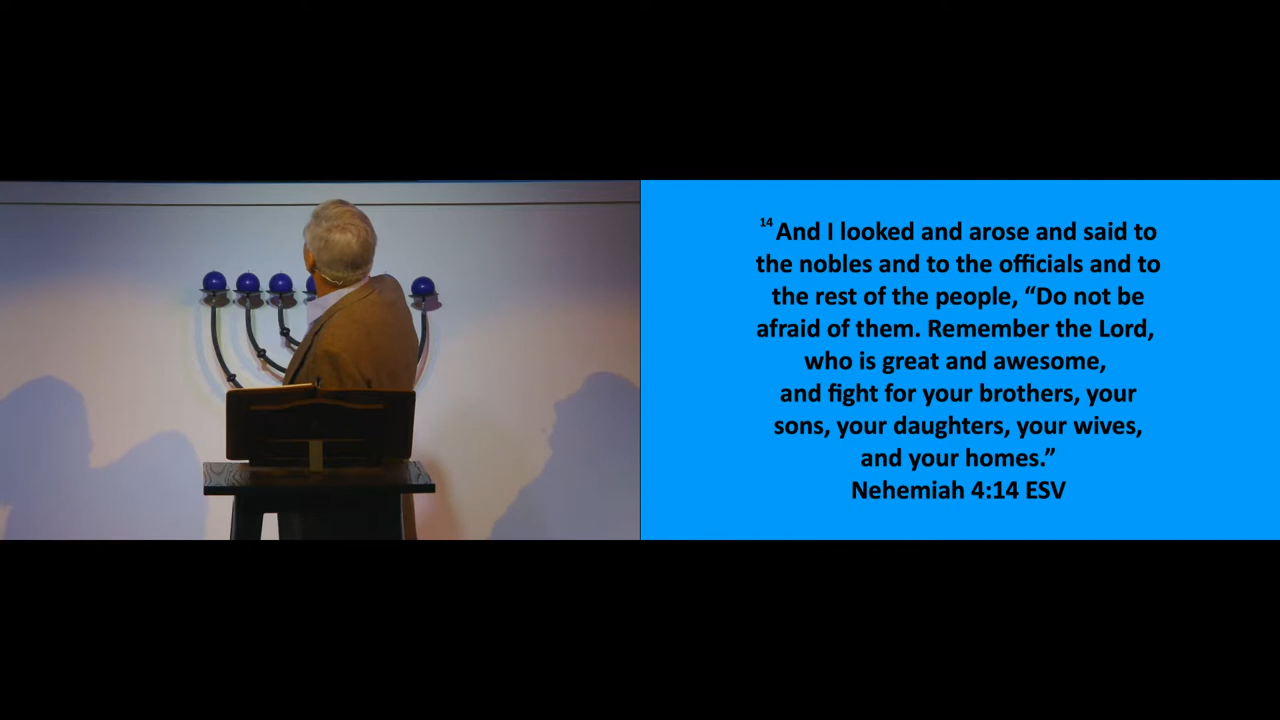 14 And I looked and arose and said to
the nobles and to the officials and to
the rest of the people, “Do not be
afraid of them. Remember the Lord,
who is great and awesome,
and fight for your brothers, your
sons, your daughters, your wives,
and your homes.”
Nehemiah 4:14 ESV